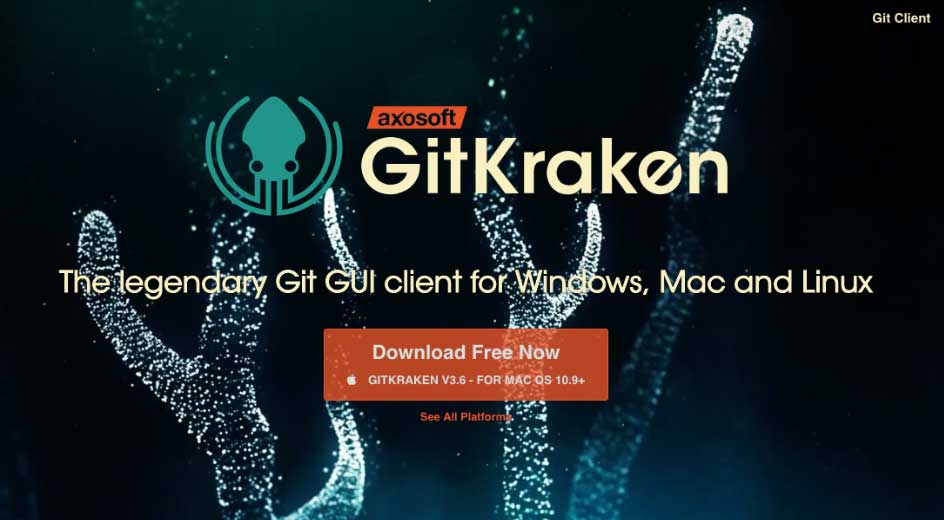 Git Client
axosoft
GitKraken
The legendary Git GUI client for Windows, Mac and Linux
Download Free Now
GITKRAKEN V3.6 - FOR MAC OS 10.9+
See All Platforms